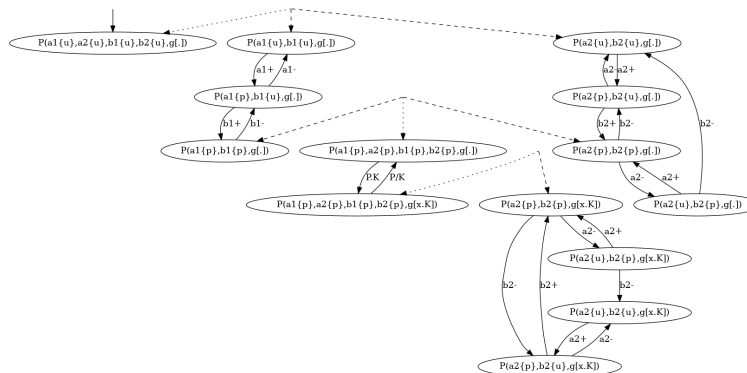 P(a1{u},a2{u},b1{u},b2{u},g[.])
P(a1{u},b1{u},g[.])
P(a2{u},b2{u},g[.])
a1+
a1-
a2-
a2+
P(a1{p},b1{u},g[.])
P(a2{p},b2{u},g[.])
b1+
b1-
b2+
b2-
b2-
P(a1{p},b1{p},g[.])
P(a1{p},a2{p},b1{p},b2{p},g[.])
P(a2{p},b2{p},g[.])
P.K
P/K
a2-
a2+
P(a1{p},a2{p},b1{p},b2{p},g[x.K])
P(a2{p},b2{p},g[x.K])
P(a2{u},b2{p},g[.])
a2-
a2+
P(a2{u},b2{p},g[x.K])
b2-
b2+
b2-
P(a2{u},b2{u},g[x.K])
a2+
a2-
P(a2{p},b2{u},g[x.K])